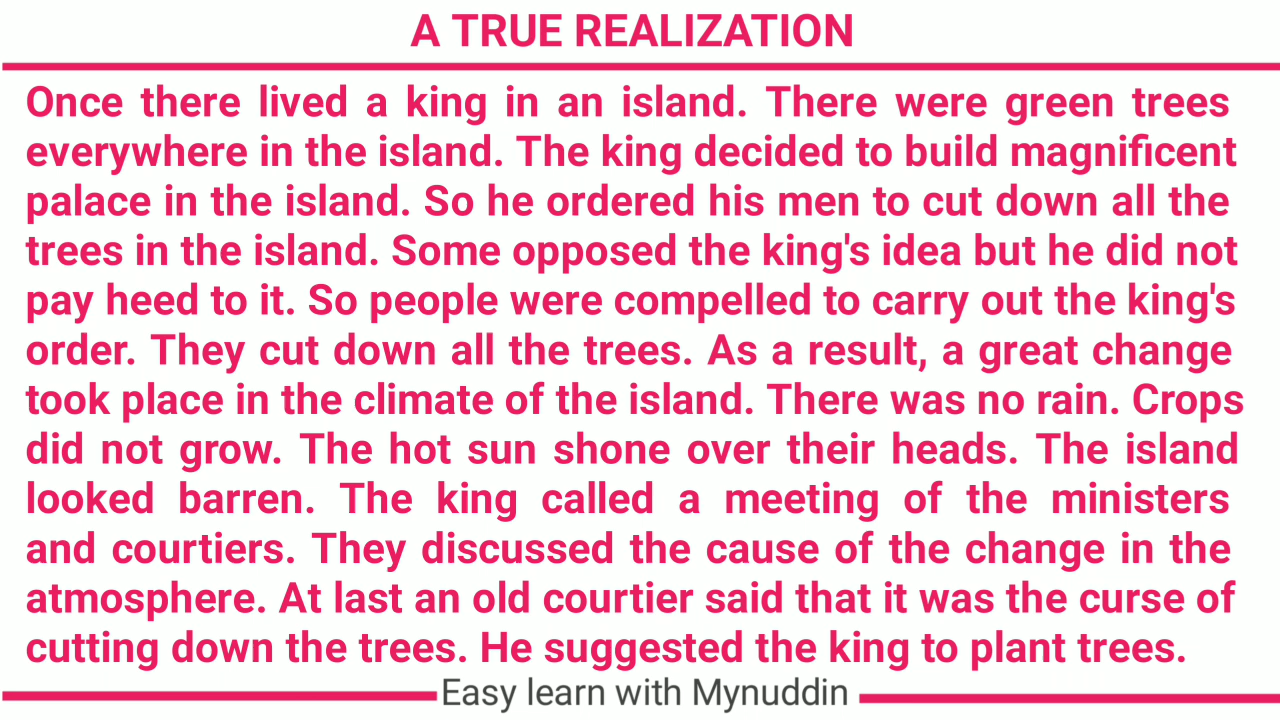 A TRUE REALIZATION
Once there lived a king in an island. There were green trees
everywhere in the island. The king decided to build magnificent
palace in the island. So he ordered his men to cut down all the
trees in the island. Some opposed the king's idea but he did not
pay heed to it. So people were compelled to carry out the king's
order. They cut down all the trees. As a result, a great change
took place in the climate of the island. There was no rain. Crops
did not grow. The hot sun shone over their heads. The island
looked barren. The king called a meeting of the ministers
and courtiers. They discussed the cause of the change in the
atmosphere. At last an old courtier said that it was the curse of
cutting down the trees. He suggested the king to plant trees.
Easy learn with Mynuddin